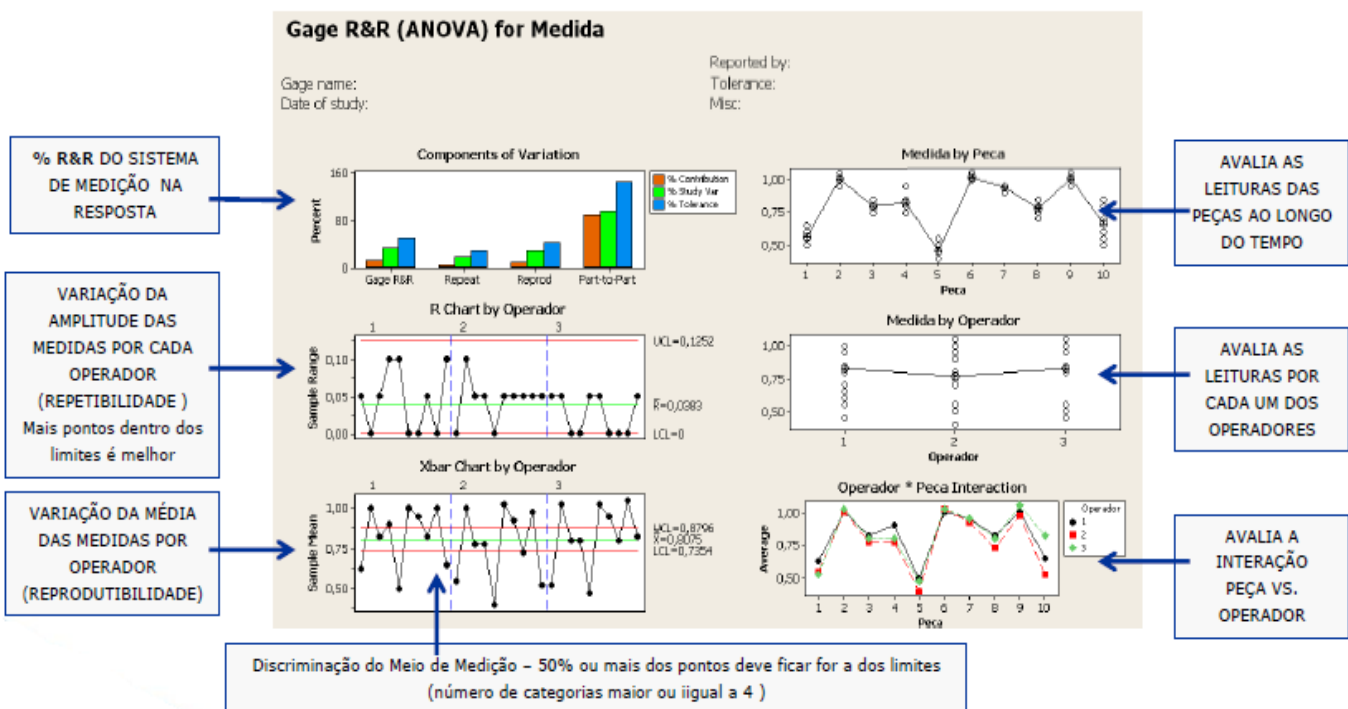 Gage R&R (ANOVA) for Medida
Gage name:
Date of study:
Reported by:
Tolerance:
Misc:
% R&R DO SISTEMA
DE MEDIÇÃO NA
RESPOSTA
Components of Variation
Percent
160
80
0
Gage R&R Repeat Reprod Part-to-Part
% Contribution
% Study Var
% Tolerance
Medida by Peca
1,00
0,75
0,50
1 2 3 4 5 6 7 8 9 10
Peca
AVALIA AS
LEITURAS DAS
PEÇAS AO LONGO
DO TEMPO
VARIAÇÃO DA
AMPLITUDE DAS
MEDIDAS POR CADA
OPERADOR
(REPETIBILIDADE )
Mais pontos dentro dos
limites é melhor
R Chart by Operador
1 2 3
Sample Range
0,10
0,05
0,00
UCL=0,1252
R=0,0383
LCL=0
Medida by Operador
1,00
0,75
0,50
1 2 3
Operador
AVALIA AS
LEITURAS POR
CADA UM DOS
OPERADORES
VARIAÇÃO DA MÉDIA
DAS MEDIDAS POR
OPERADOR
(REPRODUTIBILIDADE)
Xbar Chart by Operador
1 2 3
Sample Mean
1,00
0,75
0,50
UCL=0,8796
X=0,8075
LCL=0,7354
Operador * Peca Interaction
Average
1,00
0,75
0,50
1 2 3 4 5 6 7 8 9 10
Peca
Operador
1
2
3
AVALIA A
INTERAÇÃO
PEÇA VS.
OPERADOR
Discriminação do Meio de Medição – 50% ou mais dos pontos deve ficar for a dos limites
(número de categorias maior ou iigual a 4 )